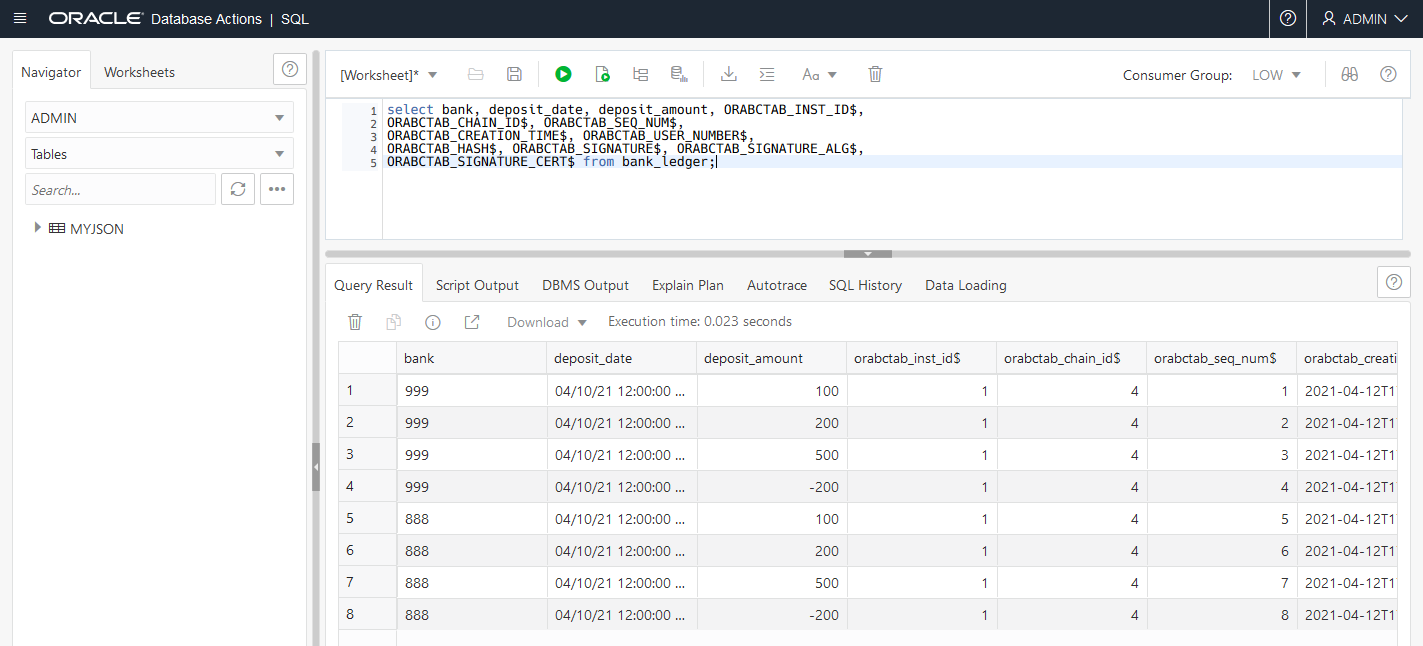 ORACLE Database Actions | SQL
ADMIN
Navigator Worksheets
ADMIN
Tables
Search...
MYJSON
[Worksheet]* Aa Consumer Group: LOW
1 select bank, deposit_date, deposit_amount, ORABCTAB_INST_ID$,
2 ORABCTAB_CHAIN_ID$, ORABCTAB_SEQ_NUM$,
3 ORABCTAB_CREATION_TIME$, ORABCTAB_USER_NUMBER$,
4 ORABCTAB_HASH$, ORABCTAB_SIGNATURE$, ORABCTAB_SIGNATURE_ALG$,
5 ORABCTAB_SIGNATURE_CERT$ from bank_ledger;
Query Result Script Output DBMS Output Explain Plan Autotrace SQL History Data Loading
Download Execution time: 0.023 seconds
bank deposit_date deposit_amount orabctab_inst_id$ orabctab_chain_id$ orabctab_seq_num$ orabctab_creati
1 999 04/10/21 12:00:00 ... 100 1 4 1 2021-04-12T1
2 999 04/10/21 12:00:00 ... 200 1 4 2 2021-04-12T1
3 999 04/10/21 12:00:00 ... 500 1 4 3 2021-04-12T1
4 999 04/10/21 12:00:00 ... -200 1 4 4 2021-04-12T1
5 888 04/10/21 12:00:00 ... 100 1 4 5 2021-04-12T1
6 888 04/10/21 12:00:00 ... 200 1 4 6 2021-04-12T1
7 888 04/10/21 12:00:00 ... 500 1 4 7 2021-04-12T1
8 888 04/10/21 12:00:00 ... -200 1 4 8 2021-04-12T1